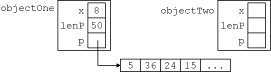 objectOne x 8 objectTwo x
lenP 50 lenP
p p
5 36 24 15 ...